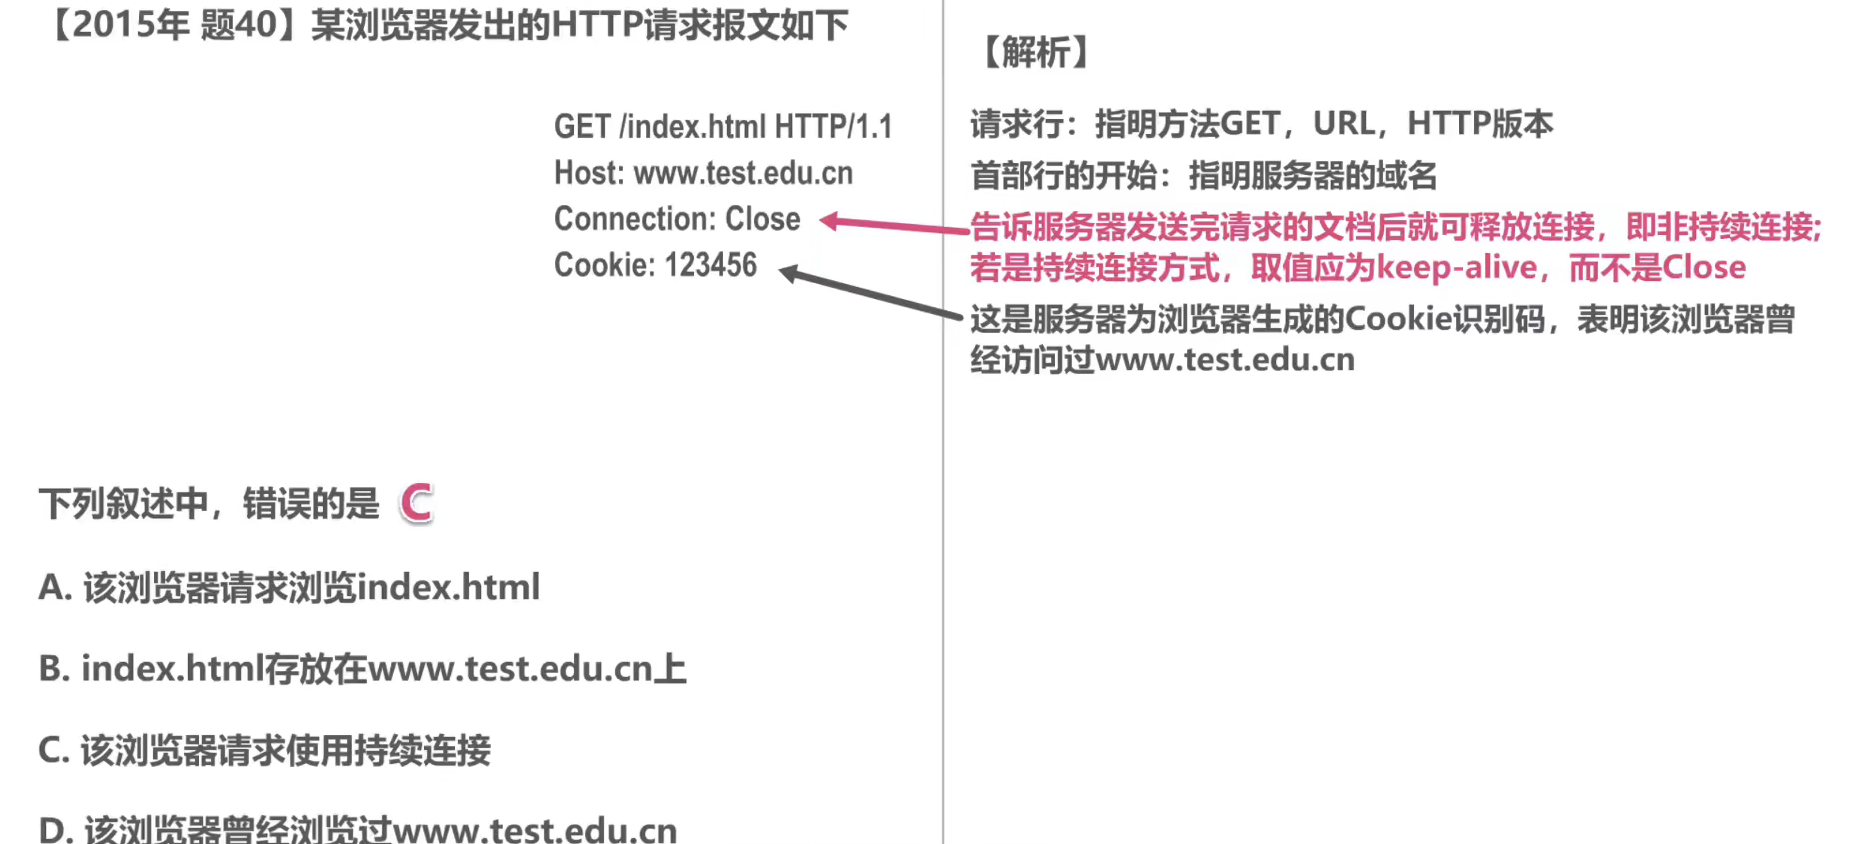 【2015年 题40】某浏览器发出的HTTP请求报文如下
GET /index.html HTTP/1.1
Host: www.test.edu.cn
Connection: Close
Cookie: 123456
下列叙述中，错误的是 C
A. 该浏览器请求浏览index.html
B. index.html存放在www.test.edu.cn上
C. 该浏览器请求使用持续连接
D. 该浏览器曾经浏览过www.test.edu.cn
【解析】
请求行：指明方法GET，URL，HTTP版本
首部行的开始：指明服务器的域名
告诉服务器发送完请求的文档后就可释放连接，即非持续连接;
若是持续连接方式，取值应为keep-alive，而不是Close
这是服务器为浏览器生成的Cookie识别码，表明该浏览器曾
经访问过www.test.edu.cn